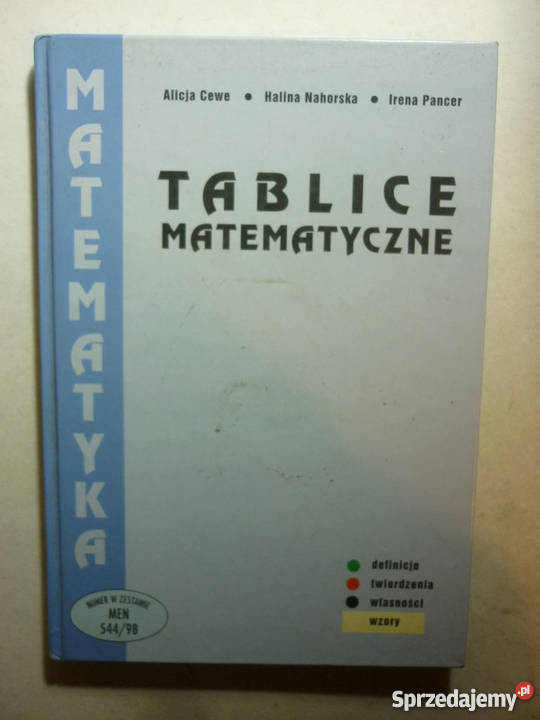 MATEMATYKA
Alicja Cewe • Halina Nahorska • Irena Pancer
TABLICE
MATEMATYCZNE
definicje
twierdzenia
własności
wzory
NUMER W ZESTAWIE
MEN
544/98
Sprzedajemy.pl